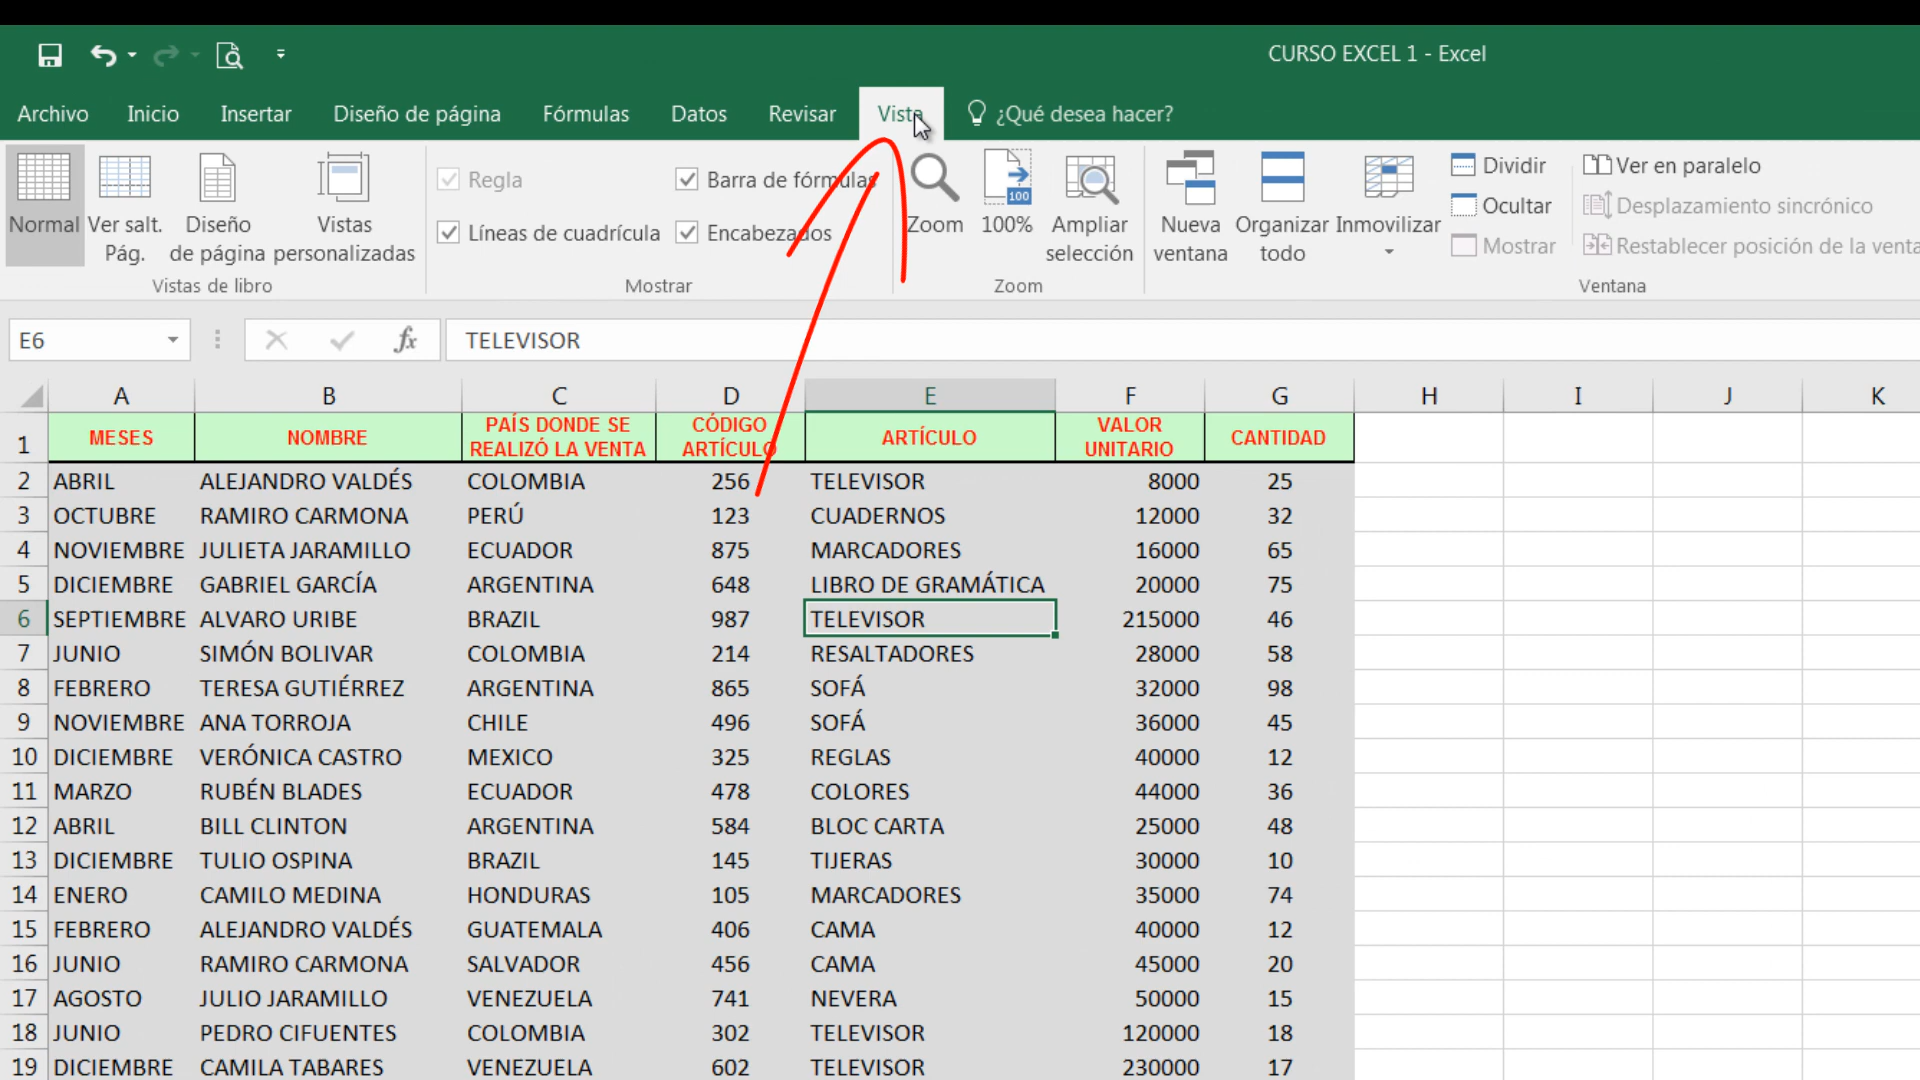 CURSO EXCEL 1 - Excel
Archivo Inicio Insertar Diseño de página Fórmulas Datos Revisar Vista ¿Qué desea hacer?
Normal
Ver salt. Pág.
Diseño de página
Vistas personalizadas
Vistas de libro
Regla
Barra de fórmulas
Líneas de cuadrícula
Encabezados
Mostrar
Zoom
100
100%
Ampliar selección
Zoom
Nueva ventana
Organizar todo
Inmovilizar
Dividir
Ocultar
Mostrar
Ver en paralelo
Desplazamiento sincrónico
Restablecer posición de la venta
Ventana
E6 fx TELEVISOR
A B C D E F G H I J K
1 MESES NOMBRE PAÍS DONDE SE REALIZÓ LA VENTA CÓDIGO ARTÍCULO ARTÍCULO VALOR UNITARIO CANTIDAD
2 ABRIL ALEJANDRO VALDÉS COLOMBIA 256 TELEVISOR 8000 25
3 OCTUBRE RAMIRO CARMONA PERÚ 123 CUADERNOS 12000 32
4 NOVIEMBRE JULIETA JARAMILLO ECUADOR 875 MARCADORES 16000 65
5 DICIEMBRE GABRIEL GARCÍA ARGENTINA 648 LIBRO DE GRAMÁTICA 20000 75
6 SEPTIEMBRE ALVARO URIBE BRAZIL 987 TELEVISOR 215000 46
7 JUNIO SIMÓN BOLIVAR COLOMBIA 214 RESALTADORES 28000 58
8 FEBRERO TERESA GUTIÉRREZ ARGENTINA 865 SOFÁ 32000 98
9 NOVIEMBRE ANA TORROJA CHILE 496 SOFÁ 36000 45
10 DICIEMBRE VERÓNICA CASTRO MEXICO 325 REGLAS 40000 12
11 MARZO RUBÉN BLADES ECUADOR 478 COLORES 44000 36
12 ABRIL BILL CLINTON ARGENTINA 584 BLOC CARTA 25000 48
13 DICIEMBRE TULIO OSPINA BRAZIL 145 TIJERAS 30000 10
14 ENERO CAMILO MEDINA HONDURAS 105 MARCADORES 35000 74
15 FEBRERO ALEJANDRO VALDÉS GUATEMALA 406 CAMA 40000 12
16 JUNIO RAMIRO CARMONA SALVADOR 456 CAMA 45000 20
17 AGOSTO JULIO JARAMILLO VENEZUELA 741 NEVERA 50000 15
18 JUNIO PEDRO CIFUENTES COLOMBIA 302 TELEVISOR 120000 18
19 DICIEMBRE CAMILA TABARES VENEZUELA 602 TELEVISOR 230000 17